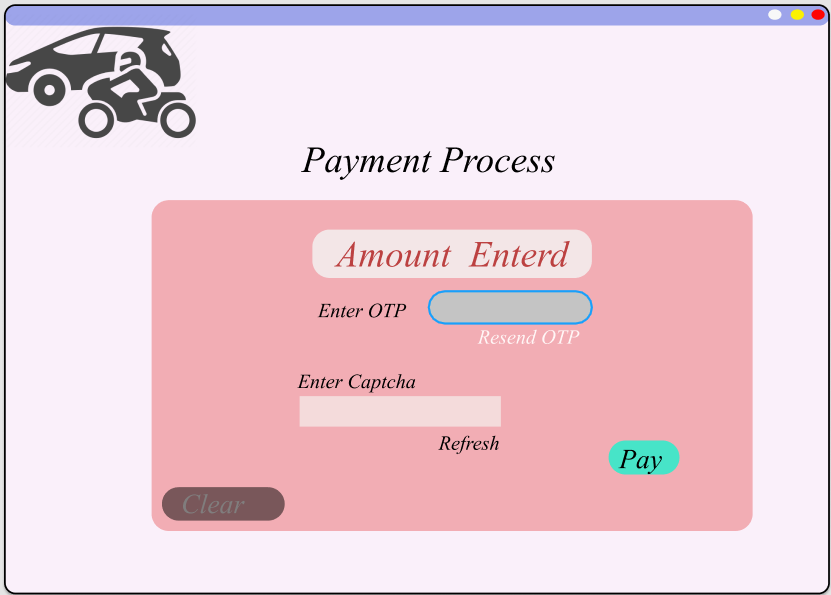 Payment Process
Amount Enterd
Enter OTP
Resend OTP
Enter Captcha
Refresh
Pay
Clear